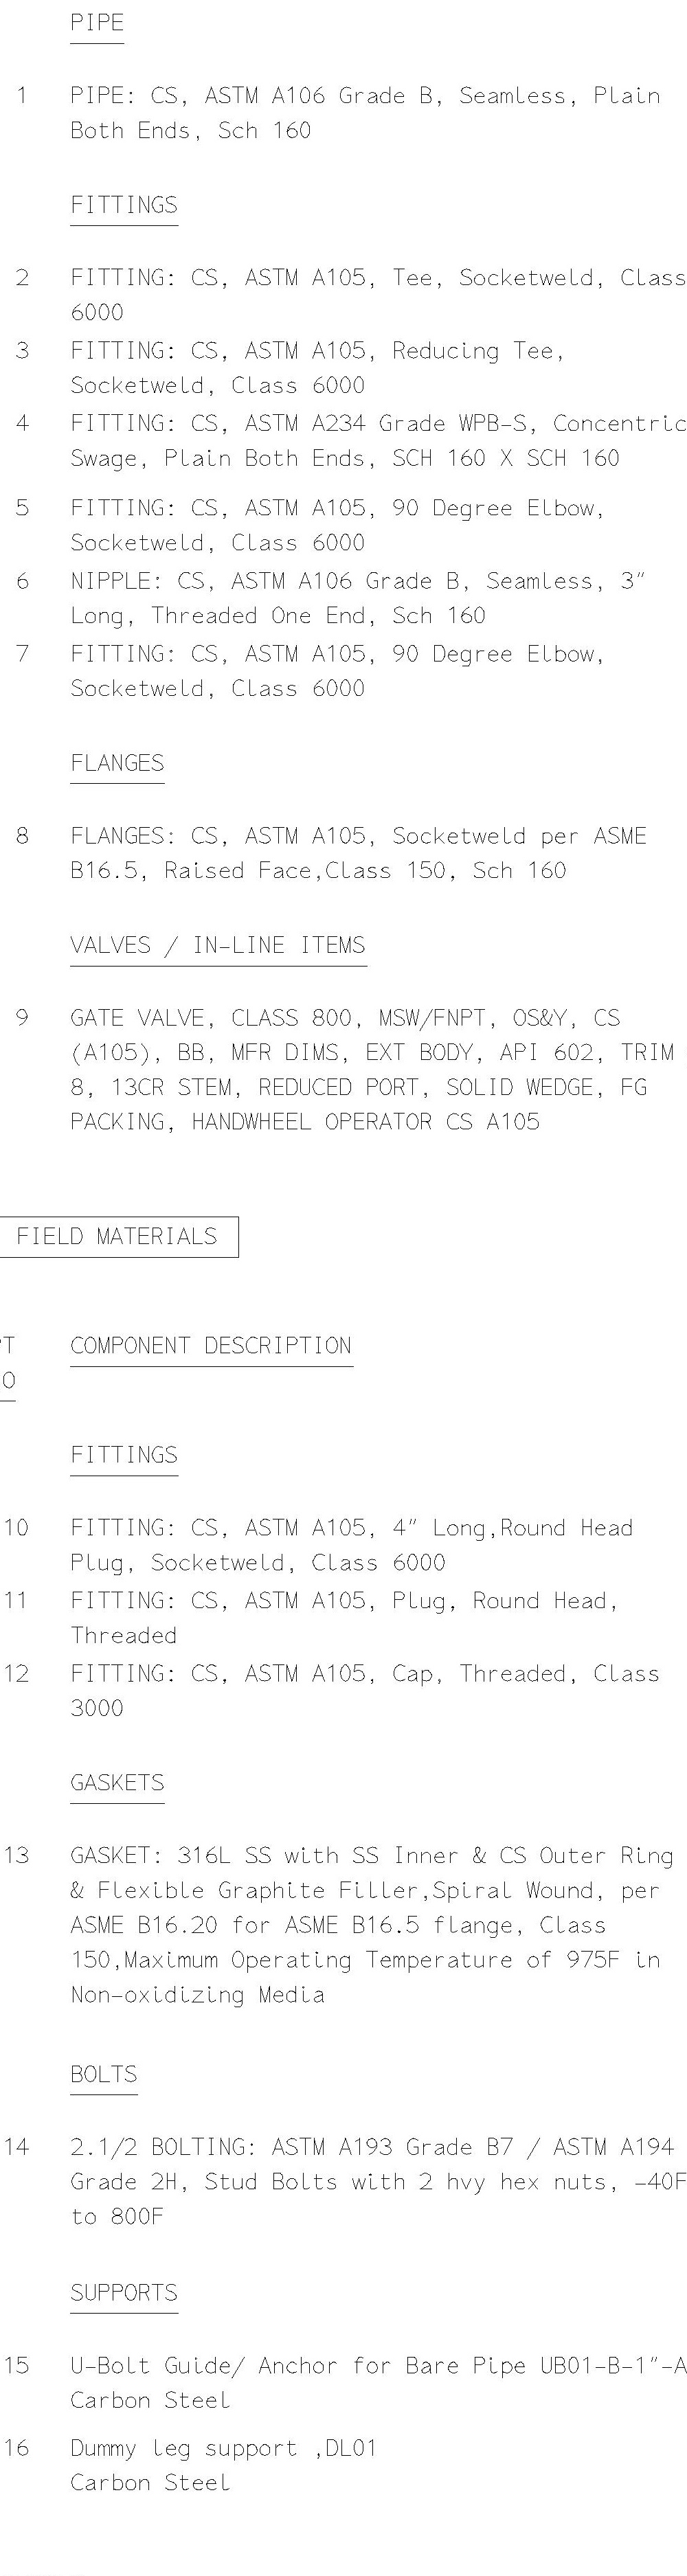 PIPE
1 PIPE: CS, ASTM A106 Grade B, Seamless, Plain
Both Ends, Sch 160
FITTINGS
2 FITTING: CS, ASTM A105, Tee, Socketweld, Class
6000
3 FITTING: CS, ASTM A105, Reducing Tee,
Socketweld, Class 6000
4 FITTING: CS, ASTM A234 Grade WPB-S, Concentric
Swage, Plain Both Ends, SCH 160 X SCH 160
5 FITTING: CS, ASTM A105, 90 Degree Elbow,
Socketweld, Class 6000
6 NIPPLE: CS, ASTM A106 Grade B, Seamless, 3"
Long, Threaded One End, Sch 160
7 FITTING: CS, ASTM A105, 90 Degree Elbow,
Socketweld, Class 6000
FLANGES
8 FLANGES: CS, ASTM A105, Socketweld per ASME
B16.5, Raised Face,Class 150, Sch 160
VALVES / IN-LINE ITEMS
9 GATE VALVE, CLASS 800, MSW/FNPT, OS&Y, CS
(A105), BB, MFR DIMS, EXT BODY, API 602, TRIM
8, 13CR STEM, REDUCED PORT, SOLID WEDGE, FG
PACKING, HANDWHEEL OPERATOR CS A105
FIELD MATERIALS
T COMPONENT DESCRIPTION
O
FITTINGS
10 FITTING: CS, ASTM A105, 4" Long,Round Head
Plug, Socketweld, Class 6000
11 FITTING: CS, ASTM A105, Plug, Round Head,
Threaded
12 FITTING: CS, ASTM A105, Cap, Threaded, Class
3000
GASKETS
13 GASKET: 316L SS with SS Inner & CS Outer Ring
& Flexible Graphite Filler,Spiral Wound, per
ASME B16.20 for ASME B16.5 flange, Class
150,Maximum Operating Temperature of 975F in
Non-oxidizing Media
BOLTS
14 2.1/2 BOLTING: ASTM A193 Grade B7 / ASTM A194
Grade 2H, Stud Bolts with 2 hvy hex nuts, -40F
to 800F
SUPPORTS
15 U-Bolt Guide/ Anchor for Bare Pipe UB01-B-1"-A
Carbon Steel
16 Dummy leg support ,DL01
Carbon Steel